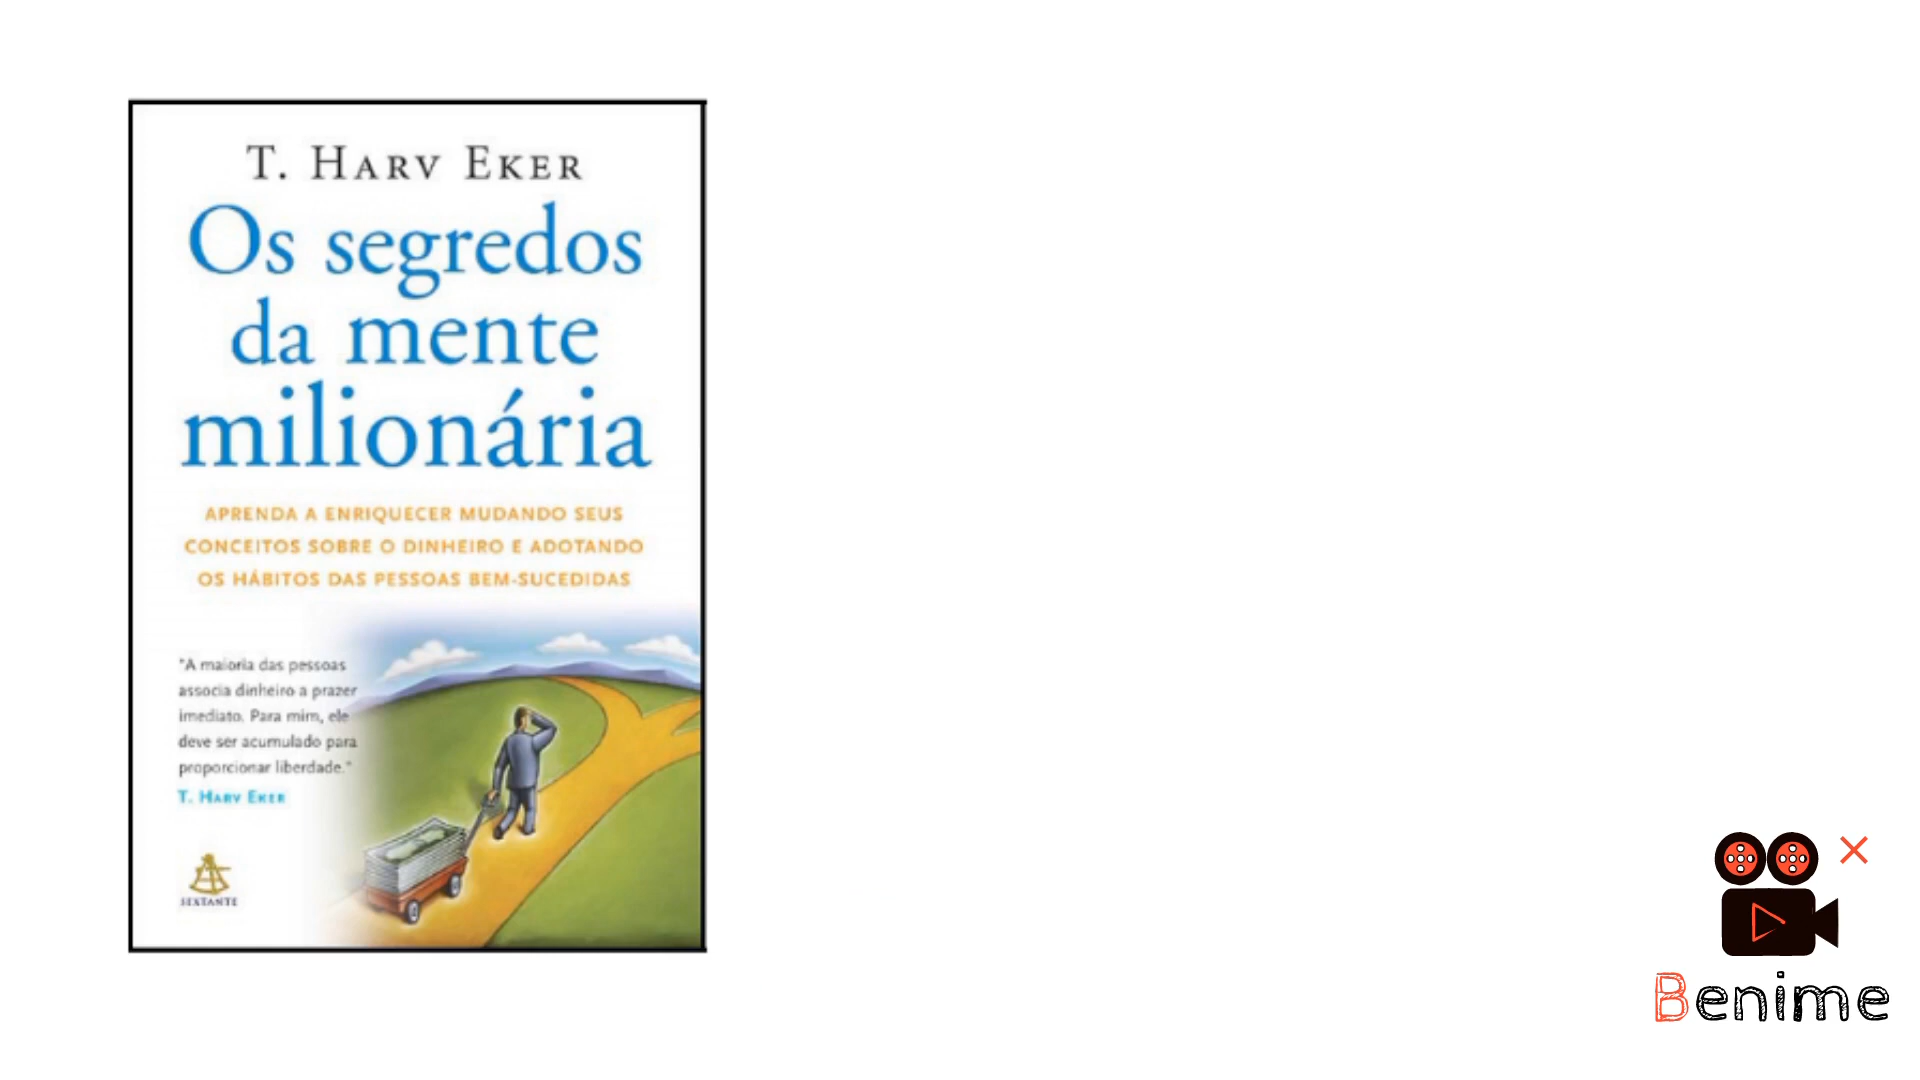 T. HARV EKER
Os segredos
da mente
milionária
APRENDA A ENRIQUECER MUDANDO SEUS
CONCEITOS SOBRE O DINHEIRO E ADOTANDO
OS HÁBITOS DAS PESSOAS BEM-SUCEDIDAS
"A maioria das pessoas
associa dinheiro a prazer
imediato. Para mim, ele
deve ser acumulado para
proporcionar liberdade."
T. HARV EKER
SEXTANTE
Benime